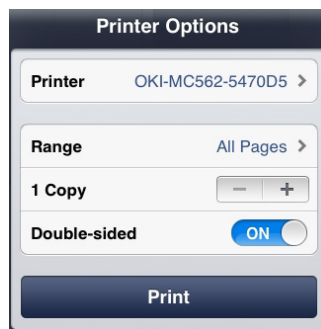 Printer Options
Printer OKI-MC562-5470D5
Range All Pages
1 Copy − +
Double-sided ON
Print